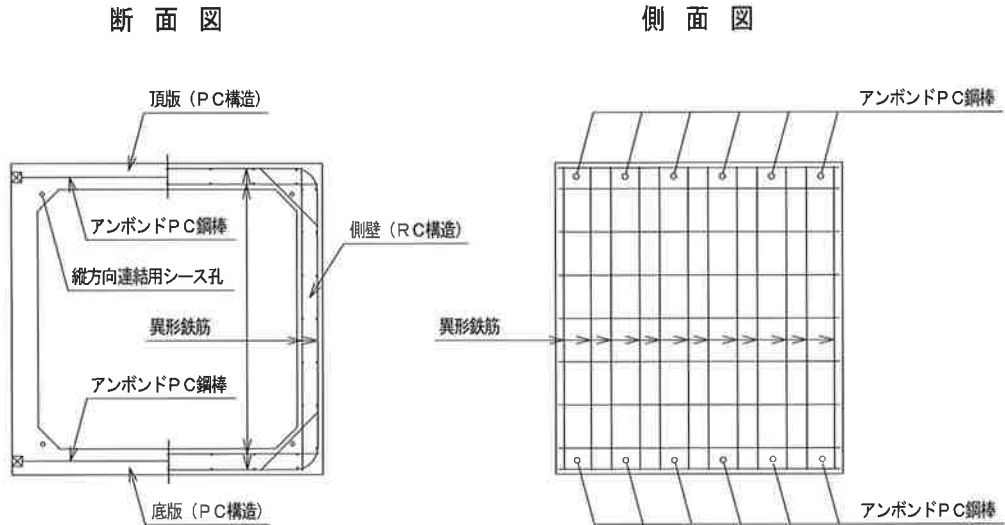 断面図
側面図
頂版（PC構造）
アンボンドPC鋼棒
アンボンドPC鋼棒
側壁（RC構造）
縦方向連結用シース孔
異形鉄筋
異形鉄筋
アンボンドPC鋼棒
底版（PC構造）
アンボンドPC鋼棒